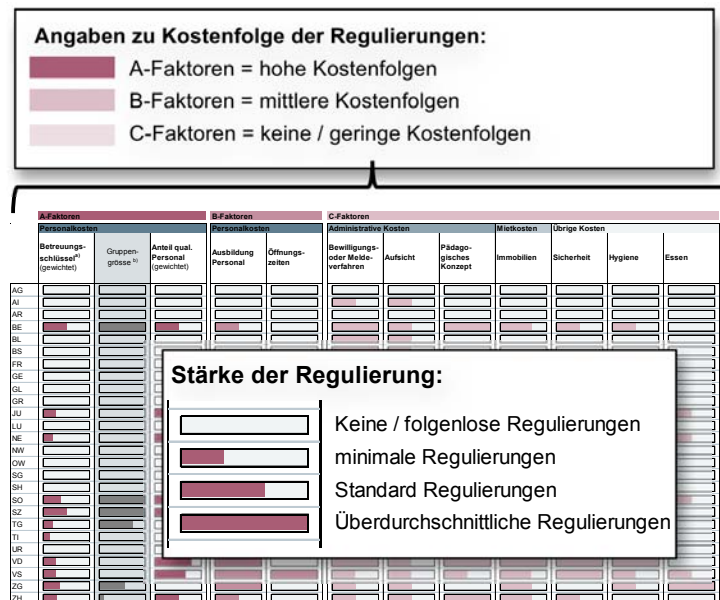 Angaben zu Kostenfolge der Regulierungen:
A-Faktoren = hohe Kostenfolgen
B-Faktoren = mittlere Kostenfolgen
C-Faktoren = keine / geringe Kostenfolgen
A-Faktoren B-Faktoren C-Faktoren
Personalkosten Personalkosten Administrative Kosten Mietkosten Übrige Kosten
Betreuungs-
schlüssel a)
(gewichtet)
Gruppen-
grösse b)
Anteil qual.
Personal
(gewichtet)
Ausbildung
Personal
Öffnungs-
zeiten
Bewilligungs-
oder Melde-
verfahren
Aufsicht
Pädago-
gisches
Konzept
Immobilien
Sicherheit
Hygiene
Essen
AG
AI
AR
BE
BL
BS
FR
GE
GL
GR
JU
LU
NE
NW
OW
SG
SH
SO
SZ
TG
TI
UR
VD
VS
ZG
ZH
Stärke der Regulierung:
Keine / folgenlose Regulierungen
minimale Regulierungen
Standard Regulierungen
Überdurchschnittliche Regulierungen